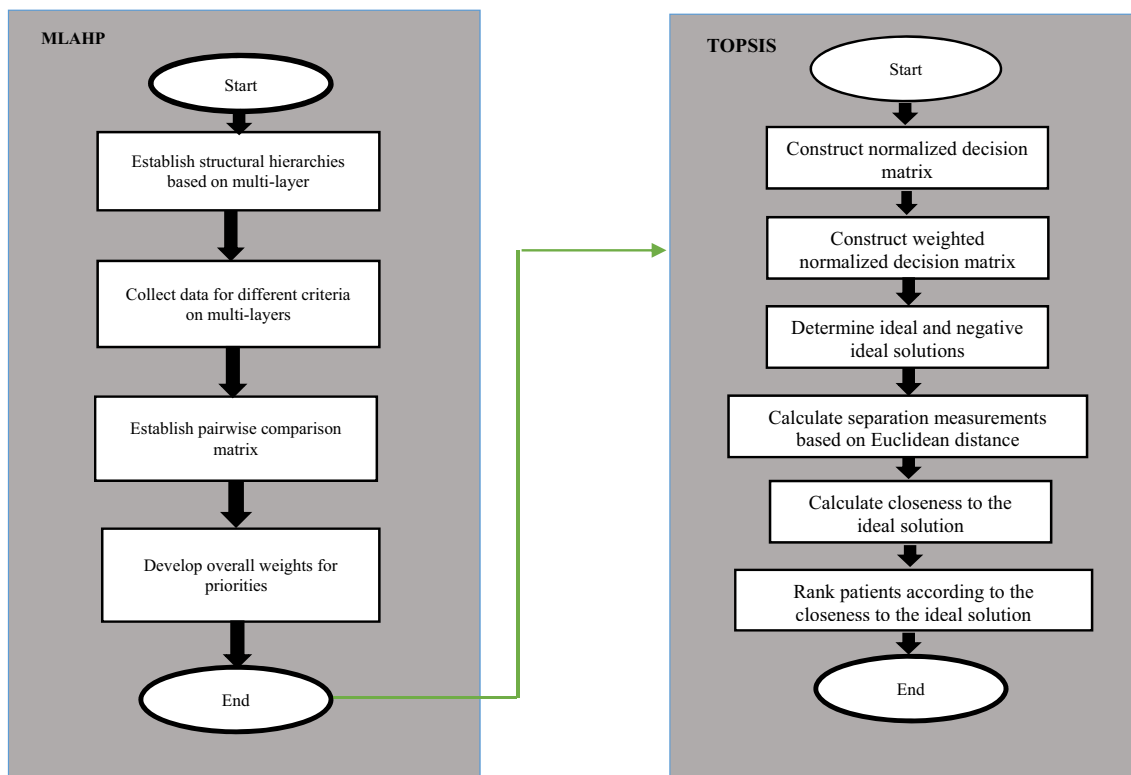 MLAHP
Start
Establish structural hierarchies
based on multi-layer
Collect data for different criteria
on multi-layers
Establish pairwise comparison
matrix
Develop overall weights for
priorities
End
TOPSIS
Start
Construct normalized decision
matrix
Construct weighted
normalized decision matrix
Determine ideal and negative
ideal solutions
Calculate separation measurements
based on Euclidean distance
Calculate closeness to the
ideal solution
Rank patients according to the
closeness to the ideal solution
End